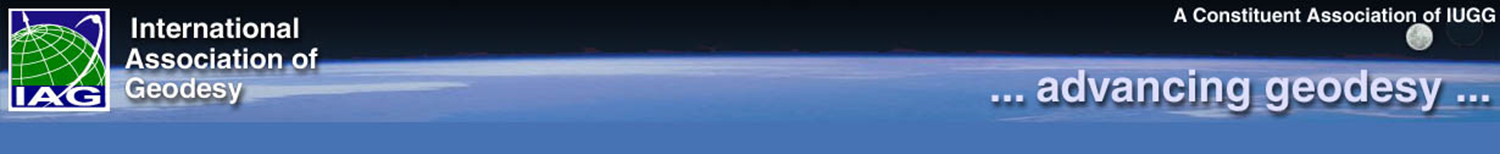 IAG
International
Association of
Geodesy
A Constituent Association of IUGG
... advancing geodesy ...